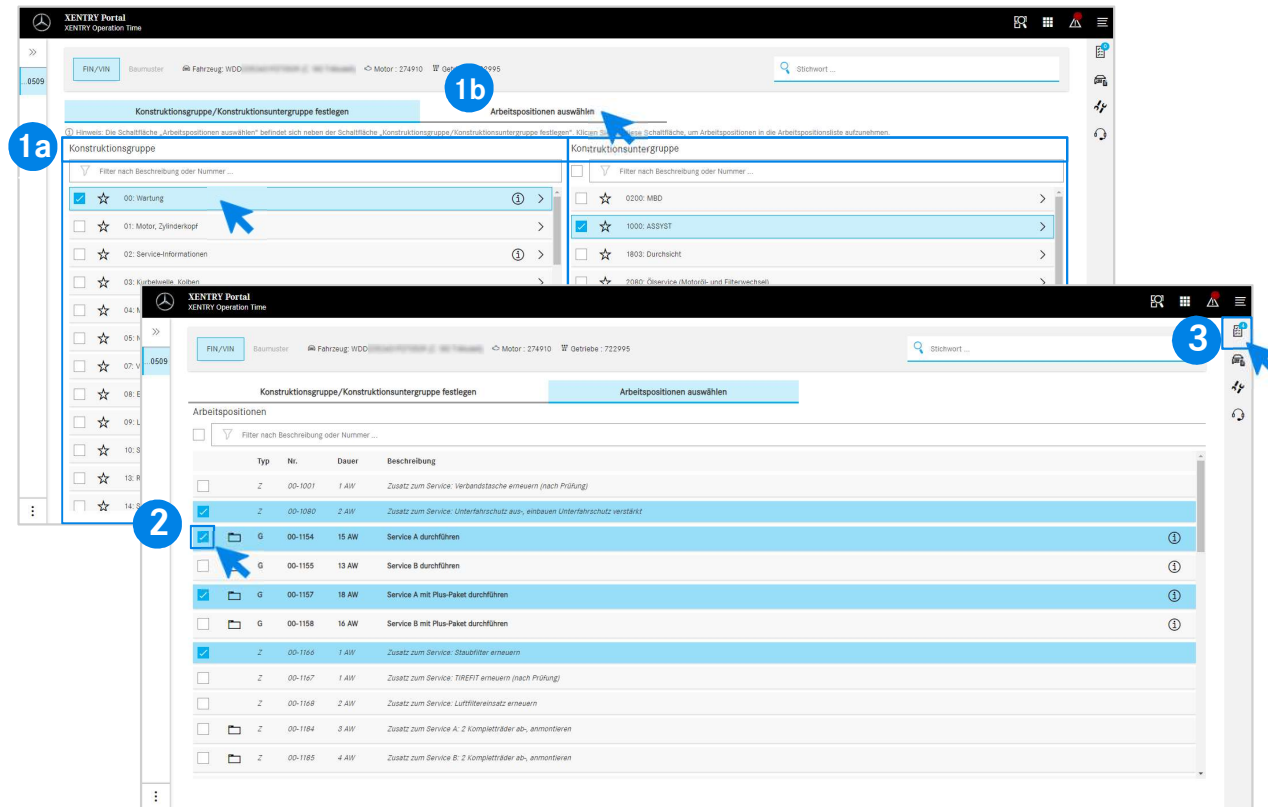 XENTRY Portal
XENTRY Operation Time
0509
FIN/VIN Baumuster Fahrzeug: WDD Motor : 274910 Stichwort ...
1b
Konstruktionsgruppe/Konstruktionsuntergruppe festlegen Arbeitspositionen auswählen
1a
Hinweis: Die Schaltfläche „Arbeitspositionen auswählen“ befindet sich neben der Schaltfläche „Konstruktionsgruppe/Konstruktionsuntergruppe festlegen“. Schaltfläche, um Arbeitspositionen in die Arbeitspositionsliste aufzunehmen.
Konstruktionsgruppe Konstruktionsuntergruppe
Filter nach Beschreibung oder Nummer ... Filter nach Beschreibung oder Nummer ...
00: Wartung 0200: MBD
01: Motor, Zylinderkopf 1000: ASSYST
02: Service-Informationen 1803: Durchsicht
03: Kurbelwelle, Kolben 2080: Ölservice (Motoröl- und Filterwechsel)
04:
05:
07:
08:
09:
10:
13:
14:
XENTRY Portal
XENTRY Operation Time
3
0509
FIN/VIN Baumuster Fahrzeug: WDD Motor : 274910 Getriebe : 722995 Stichwort ...
Konstruktionsgruppe/Konstruktionsuntergruppe festlegen Arbeitspositionen auswählen
Arbeitspositionen
Filter nach Beschreibung oder Nummer ...
Typ Nr. Dauer Beschreibung
Z 00-1001 1 AW Zusatz zum Service: Verbandstasche erneuern (nach Prüfung)
2
Z 00-1080 2 AW Zusatz zum Service: Unterfahrschutz aus-, einbauen Unterfahrschutz verstärkt
G 00-1154 15 AW Service A durchführen
G 00-1155 13 AW Service B durchführen
G 00-1157 18 AW Service A mit Plus-Paket durchführen
G 00-1158 16 AW Service B mit Plus-Paket durchführen
Z 00-1166 1 AW Zusatz zum Service: Staubfilter erneuern
Z 00-1167 1 AW Zusatz zum Service: TIREFIT erneuern (nach Prüfung)
Z 00-1168 2 AW Zusatz zum Service: Luftfiltereinsatz erneuern
Z 00-1184 3 AW Zusatz zum Service A: 2 Kompletträder ab-, anmontieren
Z 00-1185 4 AW Zusatz zum Service B: 2 Kompletträder ab-, anmontieren